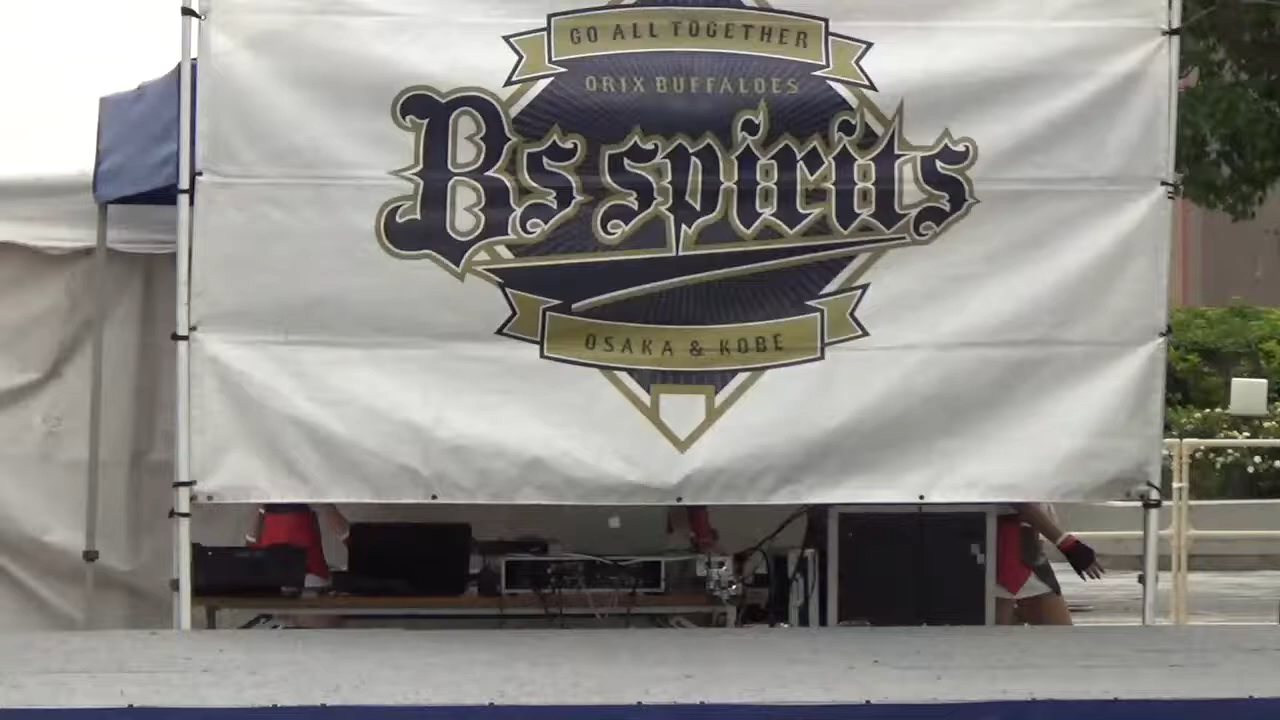 GO ALL TOGETHER
ORIX BUFFALOES
Bs spirits
OSAKA & KOBE